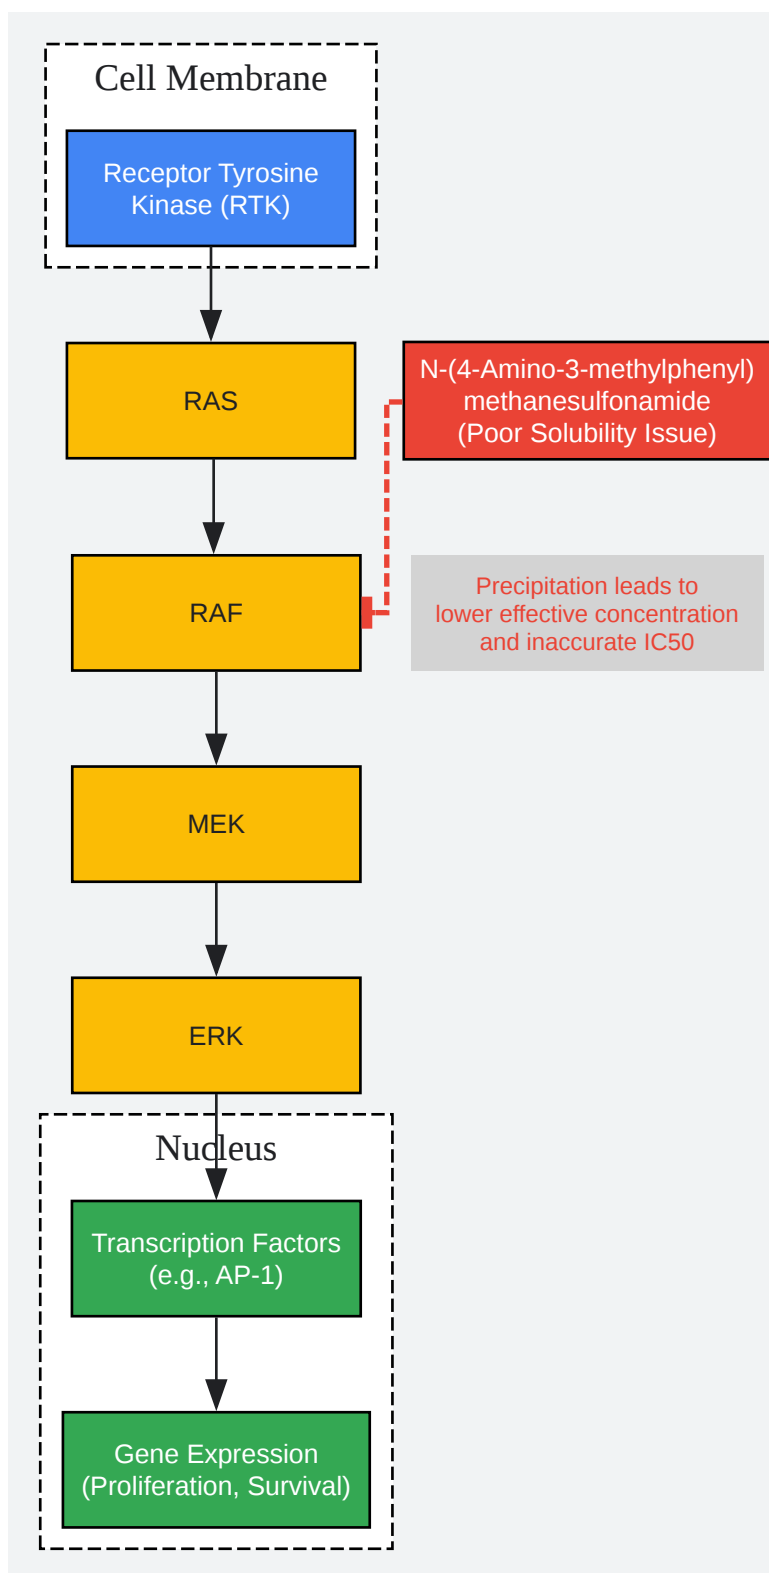 Cell Membrane
Receptor Tyrosine
Kinase (RTK)
RAS
N-(4-Amino-3-methylphenyl)
methanesulfonamide
(Poor Solubility Issue)
RAF
Precipitation leads to
lower effective concentration
and inaccurate IC50
MEK
ERK
Nucleus
Transcription Factors
(e.g., AP-1)
Gene Expression
(Proliferation, Survival)